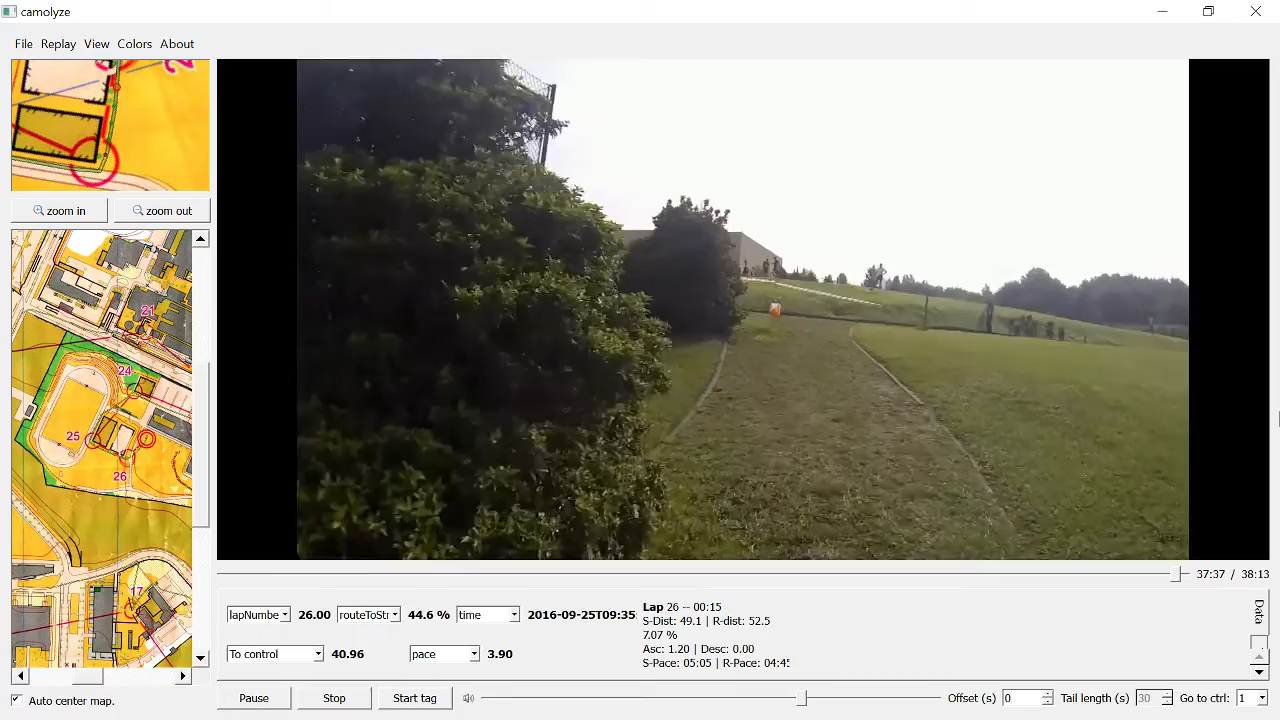 camolyze
File Replay View Colors About
zoom in zoom out
21
24
25
26
17
37:37 / 38:13
lapNumbe 26.00 routeToStr 44.6 % time 2016-09-25T09:35:
To control 40.96 pace 3.90
Lap 26 -- 00:15
S-Dist: 49.1 | R-dist: 52.5
7.07 %
Asc: 1.20 | Desc: 0.00
S-Pace: 05:05 | R-Pace: 04:45
Data
Auto center map.
Pause Stop Start tag Offset (s) 0 Tail length (s) 30 Go to ctrl: 1